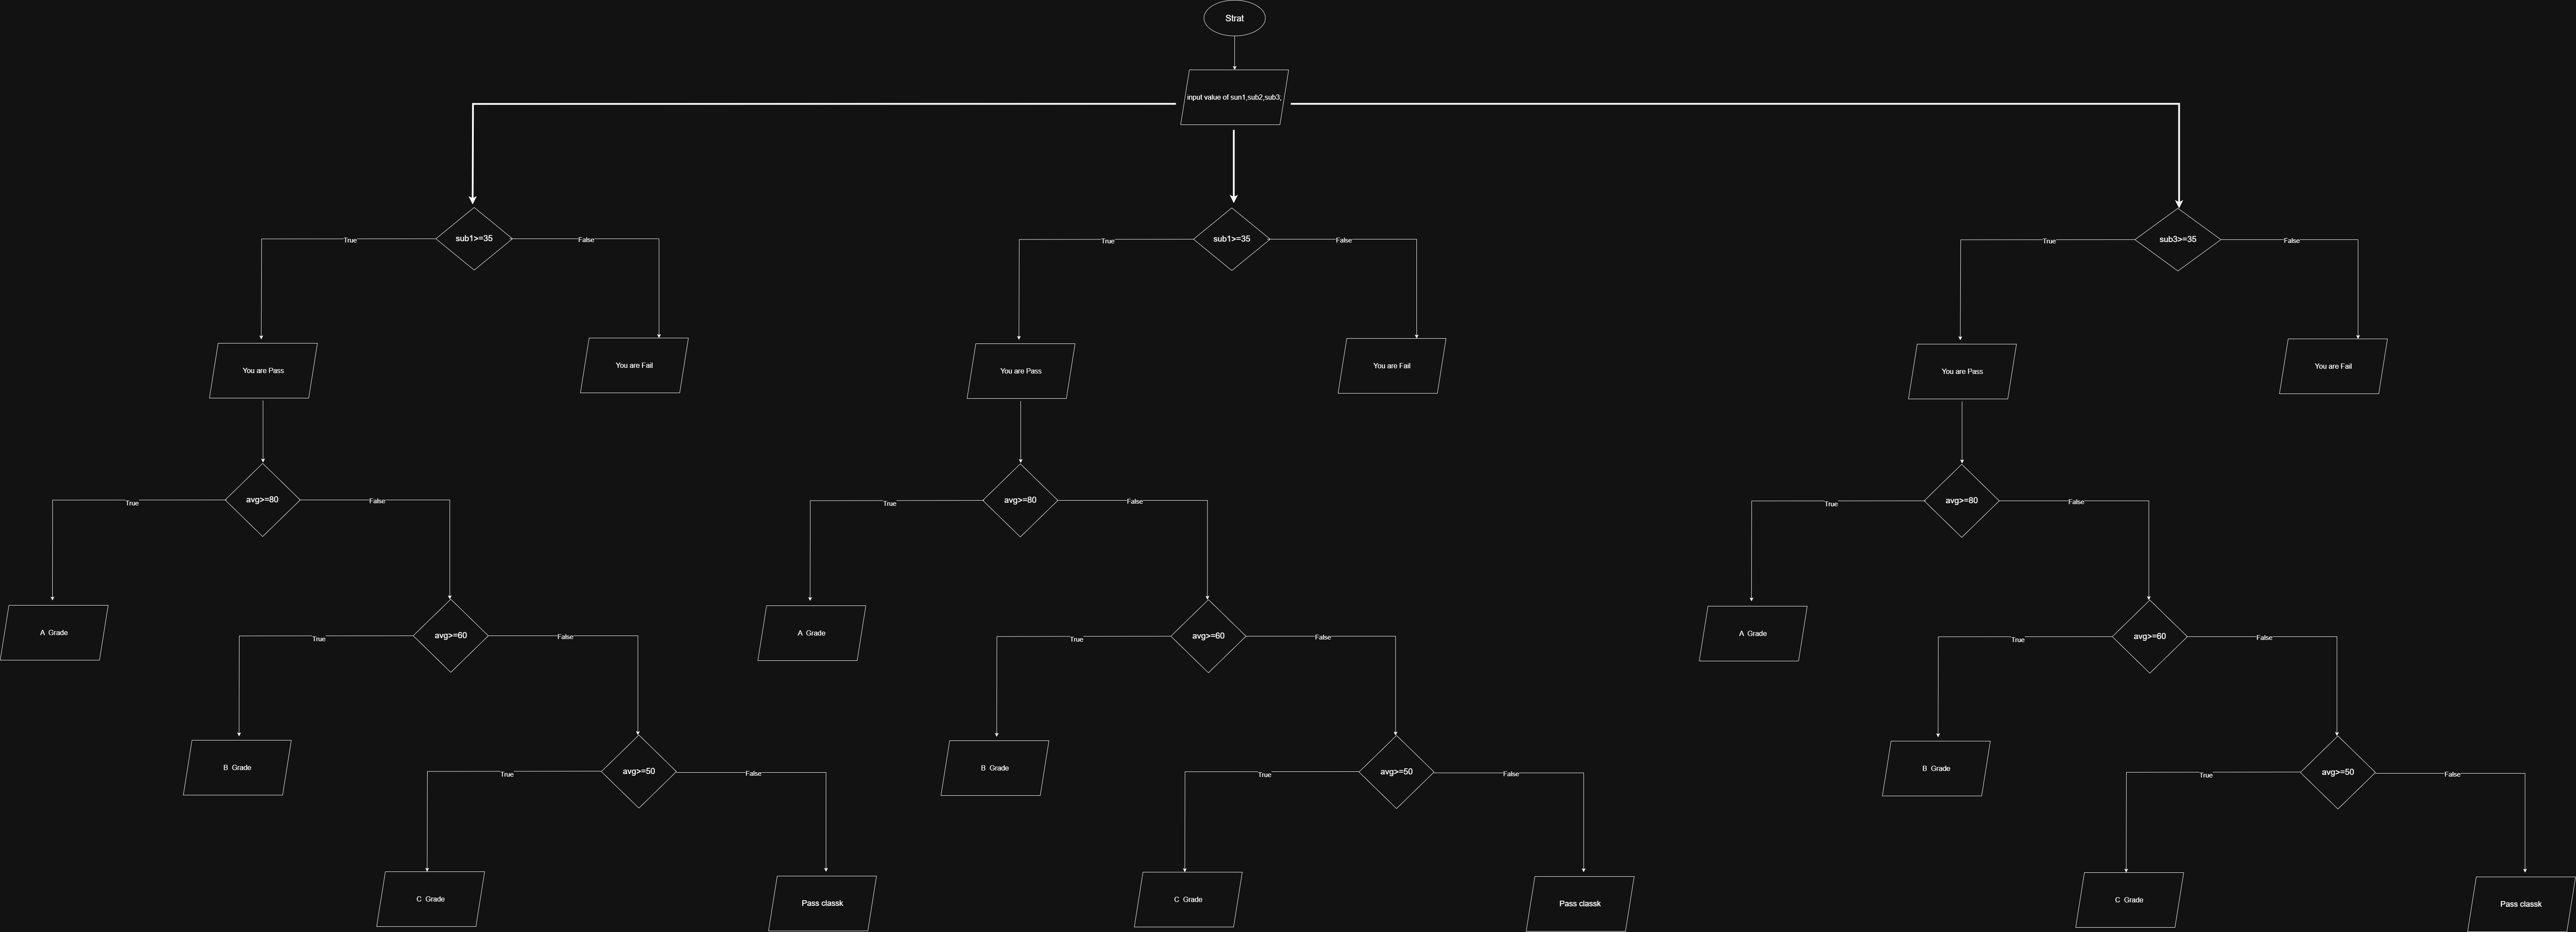 Strat
input value of sun1,sub2,sub3;
sub1>=35
True
False
sub1>=35
True
False
sub3>=35
True
False
You are Pass
You are Fail
You are Pass
You are Fail
You are Pass
You are Fail
avg>=80
True
False
avg>=80
True
False
avg>=80
True
False
A  Grade
avg>=60
True
False
A  Grade
avg>=60
True
False
A  Grade
avg>=60
True
False
B  Grade
avg>=50
True
False
B  Grade
avg>=50
True
False
B  Grade
avg>=50
True
False
C  Grade
Pass classk
C  Grade
Pass classk
C  Grade
Pass classk